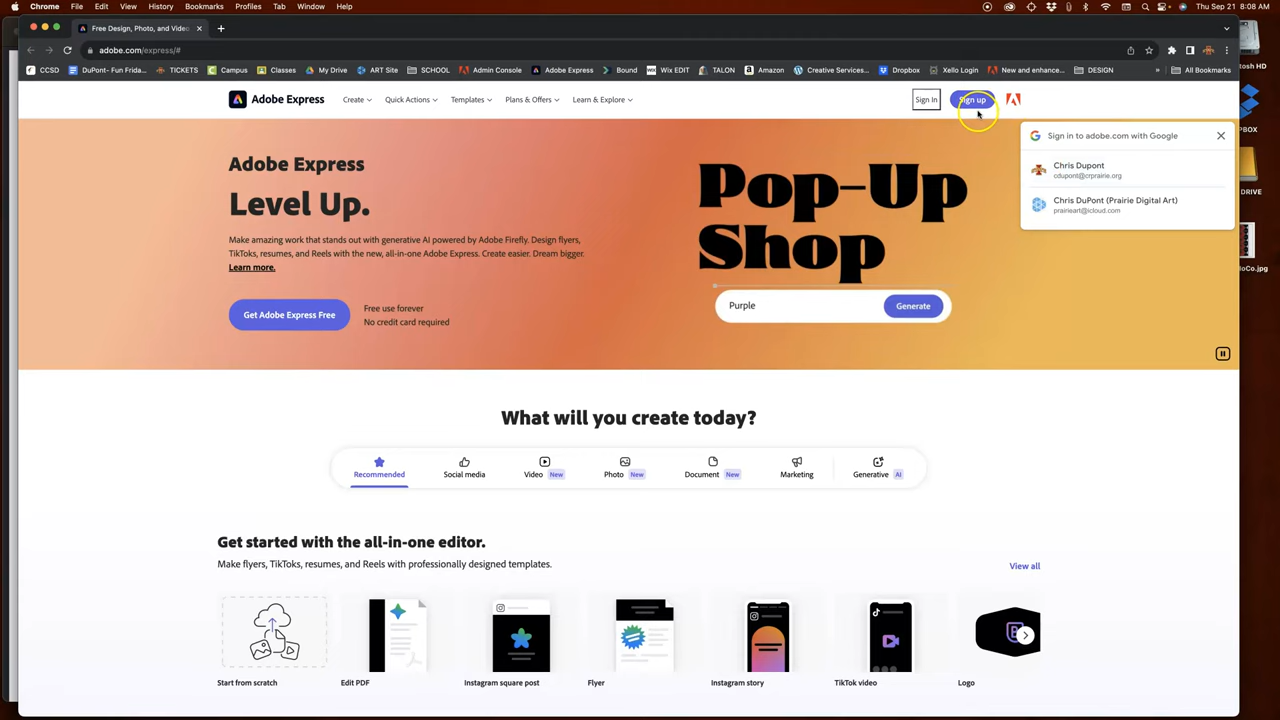 Chrome File Edit View History Bookmarks Profiles Tab Window Help Thu Sep 21 8:08 AM
Free Design, Photo, and Video
adobe.com/express/#
CCSD DuPont- Fun Frida... TICKETS Campus Classes My Drive ART Site SCHOOL Admin Console Adobe Express Bound Wix EDIT TALON Amazon Creative Services... Dropbox Xello Login New and enhance... DESIGN » All Bookmarks
Adobe Express Create Quick Actions Templates Plans & Offers Learn & Explore Sign In Sign up
Sign in to adobe.com with Google
Chris Dupont
cdupont@crprairie.org
Chris DuPont (Prairie Digital Art)
prairieart@icloud.com
Adobe Express
Level Up.
Make amazing work that stands out with generative AI powered by Adobe Firefly. Design flyers,
TikToks, resumes, and Reels with the new, all-in-one Adobe Express. Create easier. Dream bigger.
Learn more.
Get Adobe Express Free
Free use forever
No credit card required
Pop-Up
Shop
Purple Generate
What will you create today?
Recommended Social media Video New Photo New Document New Marketing Generative AI
Get started with the all-in-one editor.
Make flyers, TikToks, resumes, and Reels with professionally designed templates.
View all
Start from scratch Edit PDF Instagram square post Flyer Instagram story TikTok video Logo